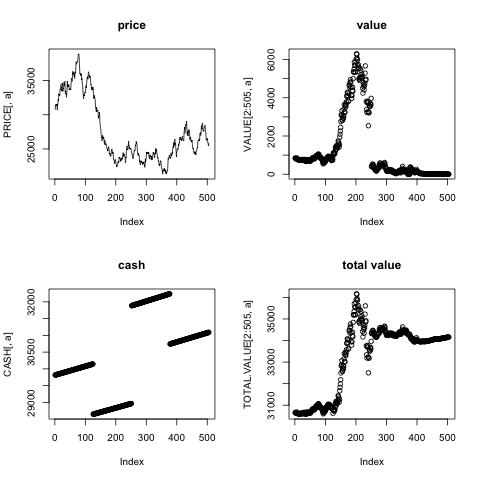 price
PRICE[, a]
35000
25000
0 100 200 300 400 500
Index
value
VALUE[2:505, a]
6000
4000
2000
0
0 100 200 300 400 500
Index
cash
CASH[, a]
32000
30500
29000
0 100 200 300 400 500
Index
total value
TOTAL.VALUE[2:505, a]
35000
33000
31000
0 100 200 300 400 500
Index